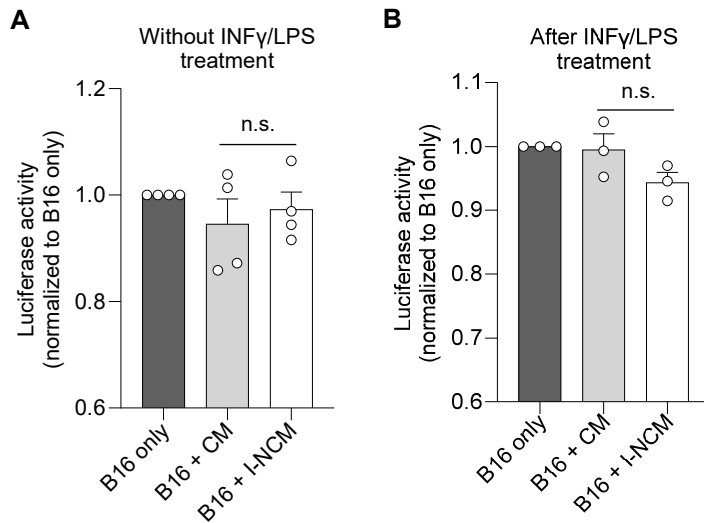 A
Without INFγ/LPS
treatment
Luciferase activity
(normalized to B16 only)
1.2
1.0
0.8
0.6
n.s.
B16 only
B16 + CM
B16 + I-NCM
B
After INFγ/LPS
treatment
Luciferase activity
(normalized to B16 only)
1.1
1.0
0.9
0.8
0.7
0.6
n.s.
B16 only
B16 + CM
B16 + I-NCM